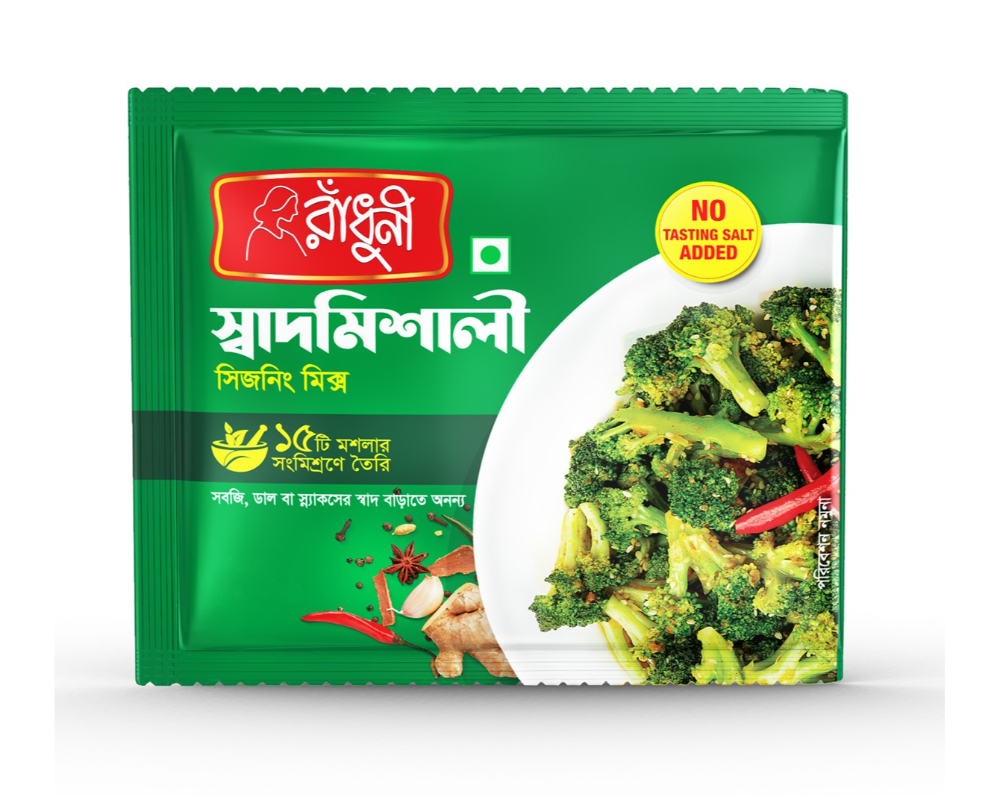 রাঁধুনী
NO
TASTING SALT
ADDED
স্বাদমিশালী
সিজনিং মিক্স
১৫টি মশলার
সংমিশ্রণে তৈরি
সবজি, ডাল বা স্ন্যাকসের স্বাদ বাড়াতে অনন্য
পরিবেশন নমুনা